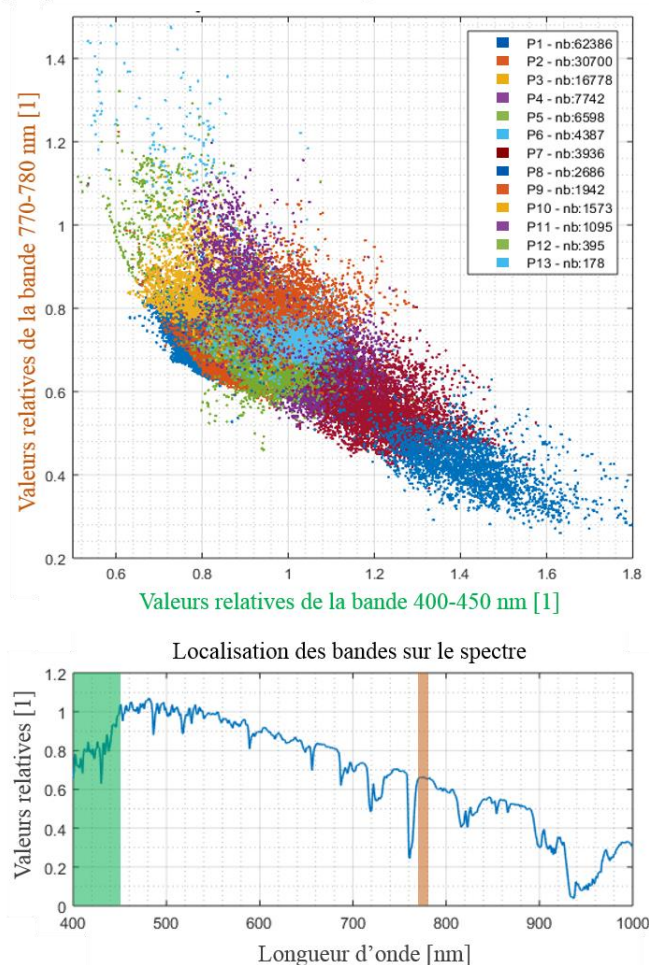 1.4
1.2
1
0.8
0.6
0.4
0.2
Valeurs relatives de la bande 770-780 nm [1]
P1 - nb:62386
P2 - nb:30700
P3 - nb:16778
P4 - nb:7742
P5 - nb:6598
P6 - nb:4387
P7 - nb:3936
P8 - nb:2686
P9 - nb:1942
P10 - nb:1573
P11 - nb:1095
P12 - nb:395
P13 - nb:178
0.6 0.8 1 1.2 1.4 1.6 1.8
Valeurs relatives de la bande 400-450 nm [1]
Localisation des bandes sur le spectre
1.2
1
0.8
0.6
0.4
0.2
0
Valeurs relatives [1]
400 500 600 700 800 900 1000
Longueur d'onde [nm]